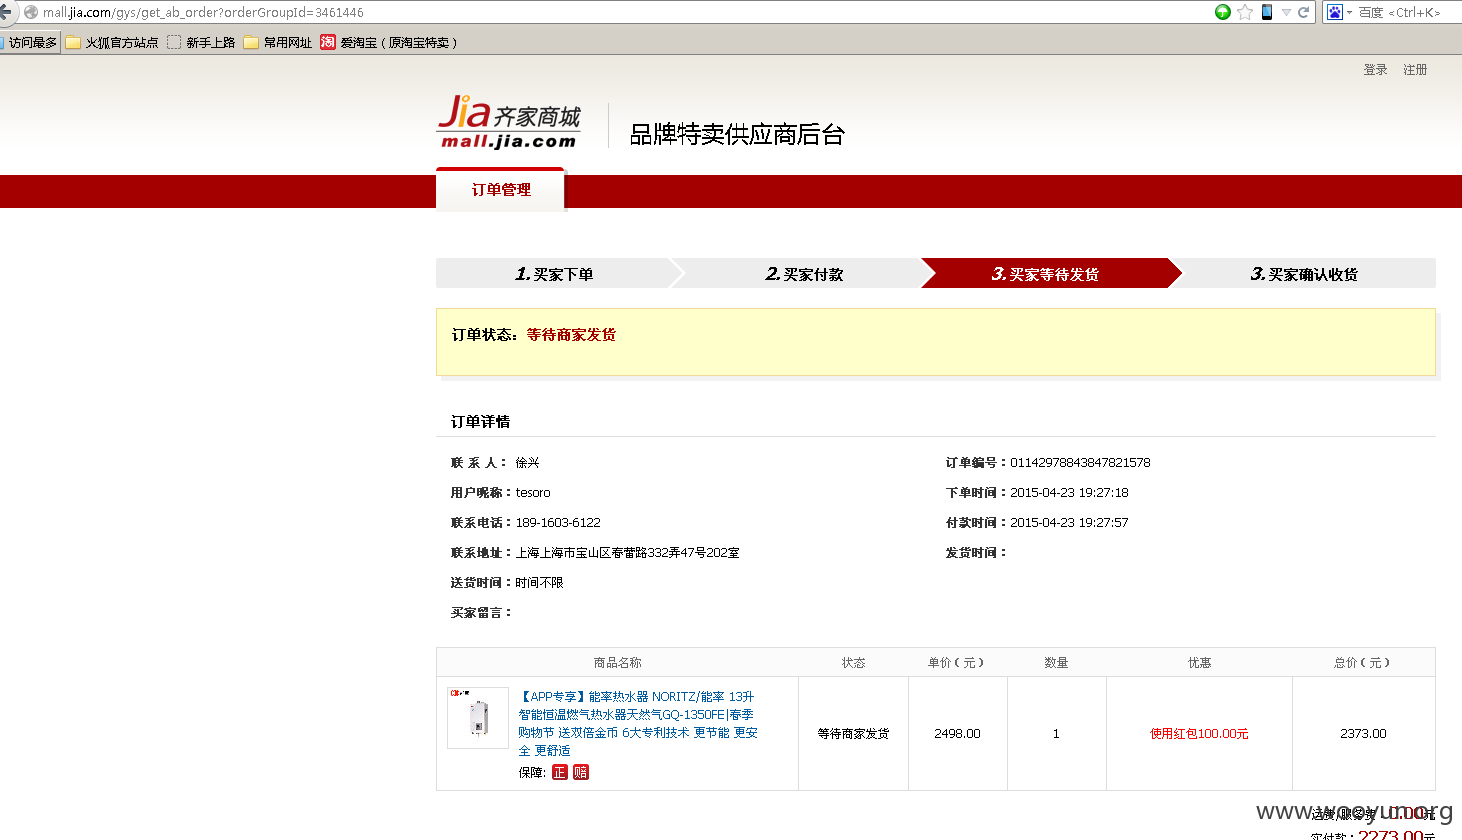 mall.jia.com/gys/get_ab_order?orderGroupId=3461446
百度 <Ctrl+K>
访问最多 火狐官方站点 新手上路 常用网址 淘 爱淘宝（原淘宝特卖）
登录 注册
Jia 齐家商城
mall.jia.com
品牌特卖供应商后台
订单管理
1.买家下单 2.买家付款 3.买家等待发货 3.买家确认收货
订单状态：等待商家发货
订单详情
联 系 人： 徐兴 订单编号：01142978843847821578
用户昵称：tesoro 下单时间：2015-04-23 19:27:18
联系电话：189-1603-6122 付款时间：2015-04-23 19:27:57
联系地址：上海上海市宝山区春蕾路332弄47号202室 发货时间：
送货时间：时间不限
买家留言：
商品名称 状态 单价（元） 数量 优惠 总价（元）
【APP专享】能率热水器 NORITZ/能率 13升
智能恒温燃气热水器天然气GQ-1350FE|春季
购物节 送双倍金币 6大专利技术 更节能 更安
全 更舒适
保障: 正 赔
等待商家发货 2498.00 1 使用红包100.00元 2373.00
运费/服务费：0.00元
www.wooyun.org
实付款：2273.00元